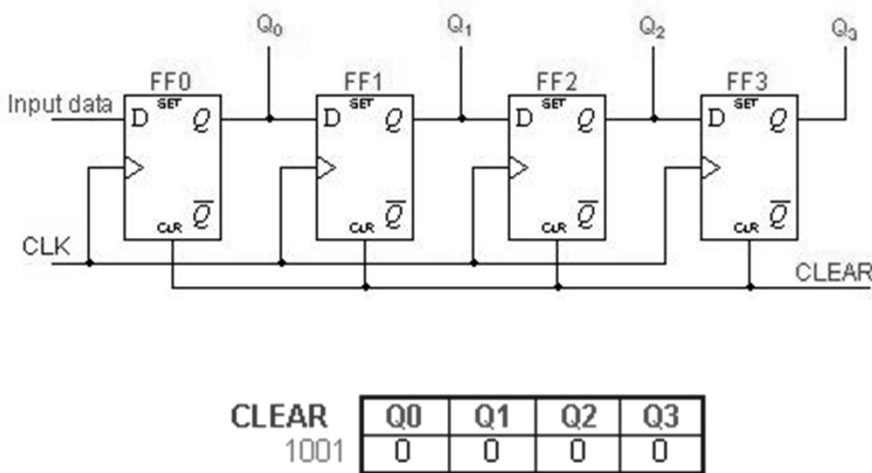 Q0 Q1 Q2 Q3
FF0 FF1 FF2 FF3
Input data
SET SET SET SET
D Q D Q D Q D Q
Q̅ Q̅ Q̅ Q̅
CLR CLR CLR CLR
CLK
CLEAR
CLEAR Q0 Q1 Q2 Q3
1001 0 0 0 0